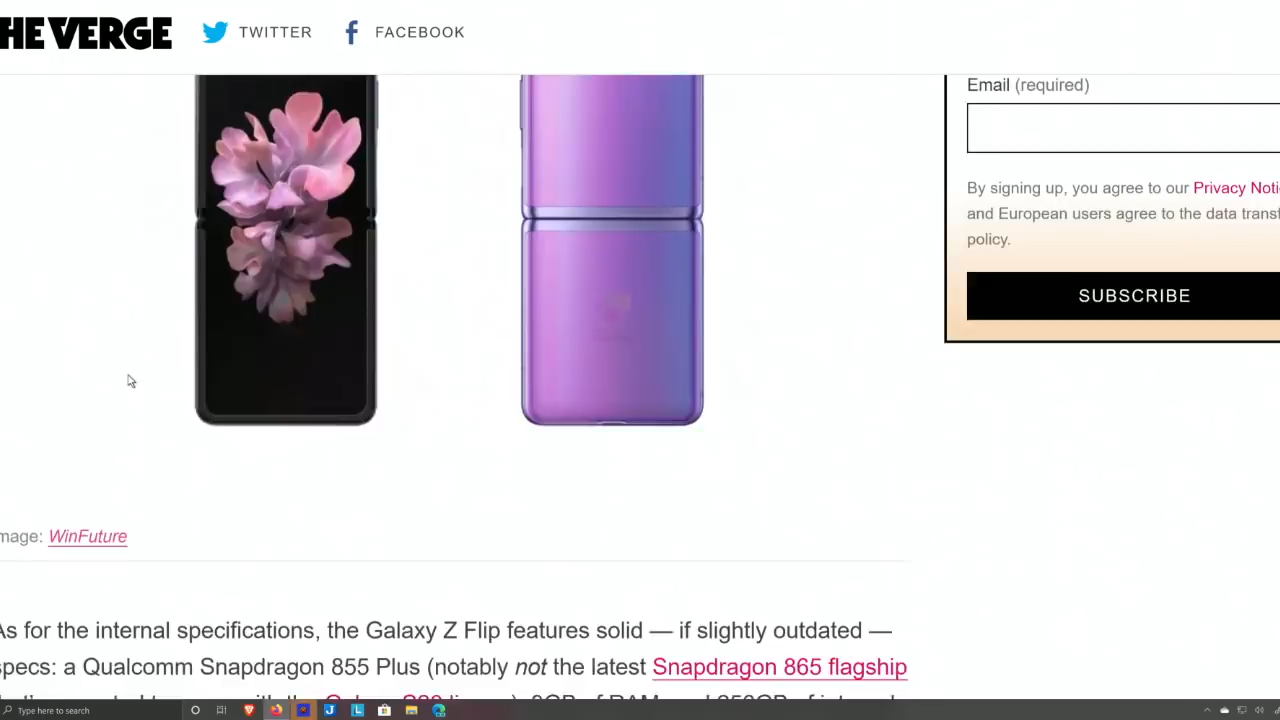 HE VERGE
TWITTER
FACEBOOK
Email (required)
By signing up, you agree to our Privacy Noti
and European users agree to the data transf
policy.
SUBSCRIBE
mage: WinFuture
As for the internal specifications, the Galaxy Z Flip features solid — if slightly outdated —
specs: a Qualcomm Snapdragon 855 Plus (notably not the latest Snapdragon 865 flagship
Type here to search